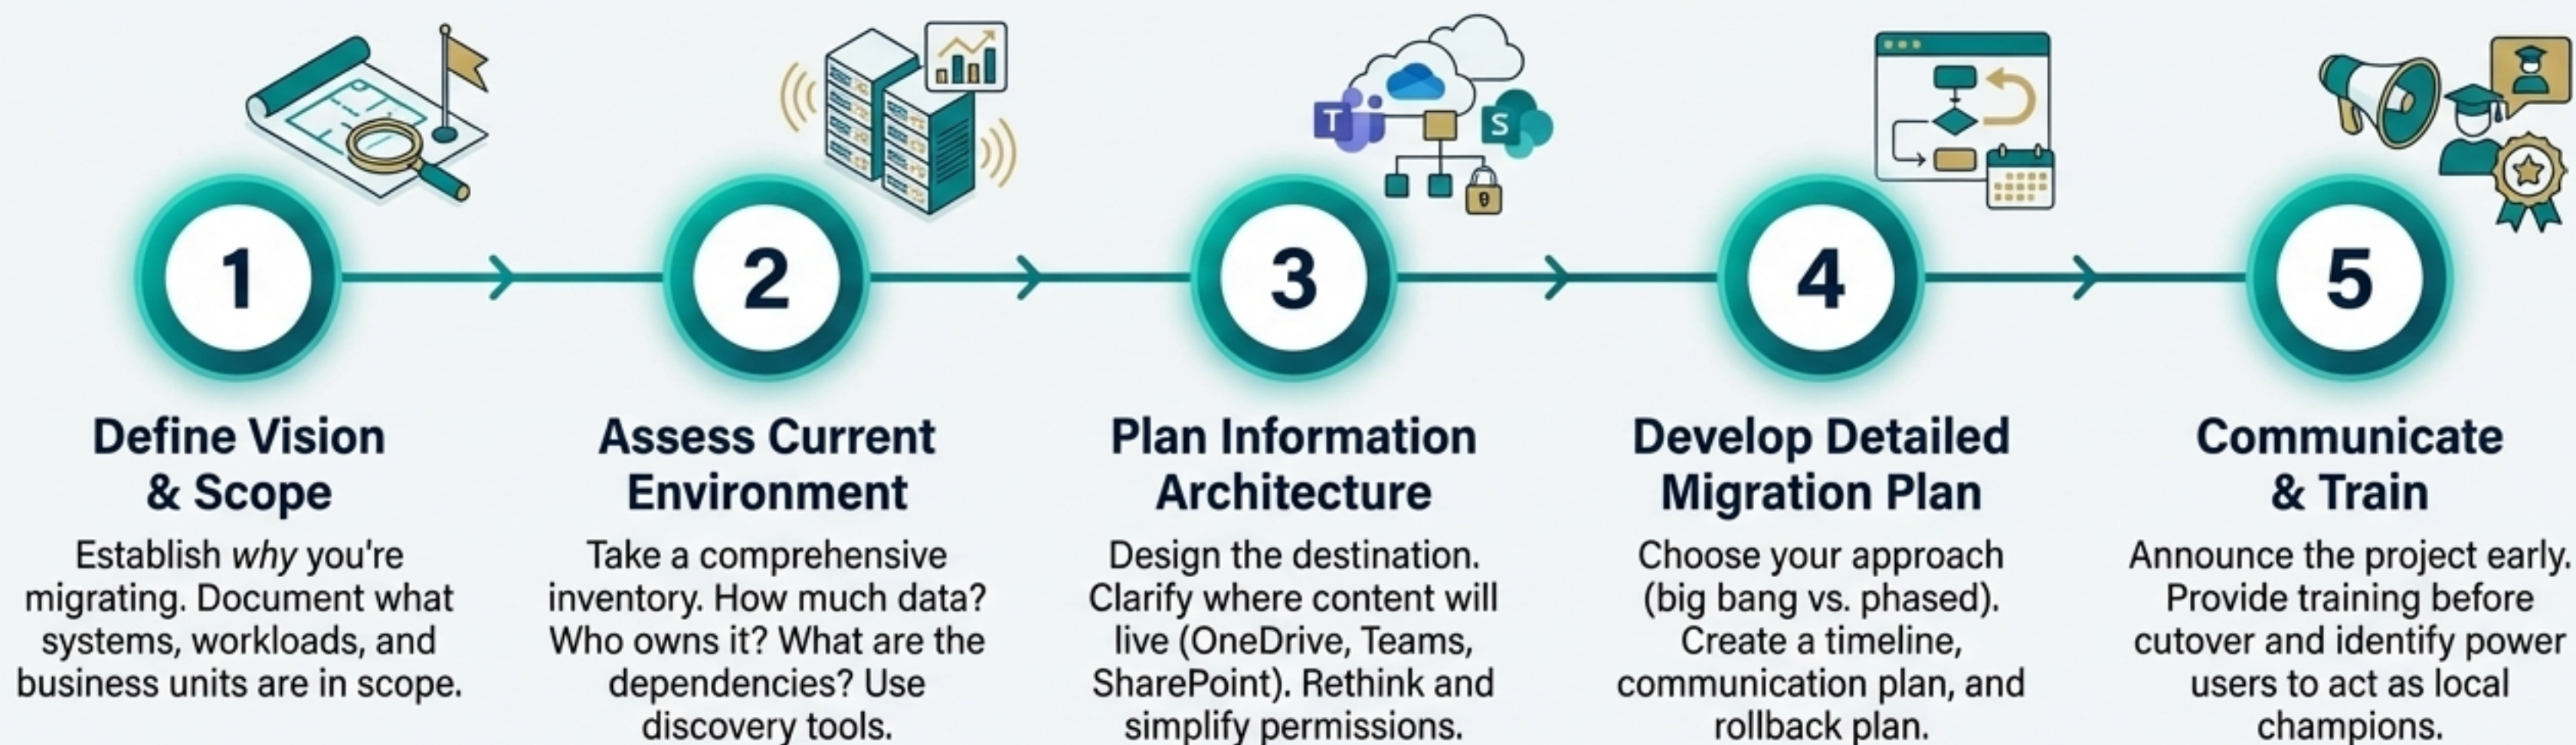 T
S
1
2
3
4
5
Define Vision
& Scope
Establish why you're
migrating. Document what
systems, workloads, and
business units are in scope.
Assess Current
Environment
Take a comprehensive
inventory. How much data?
Who owns it? What are the
dependencies? Use
discovery tools.
Plan Information
Architecture
Design the destination.
Clarify where content will
live (OneDrive, Teams,
SharePoint). Rethink and
simplify permissions.
Develop Detailed
Migration Plan
Choose your approach
(big bang vs. phased).
Create a timeline,
communication plan, and
rollback plan.
Communicate
& Train
Announce the project early.
Provide training before
cutover and identify power
users to act as local
champions.